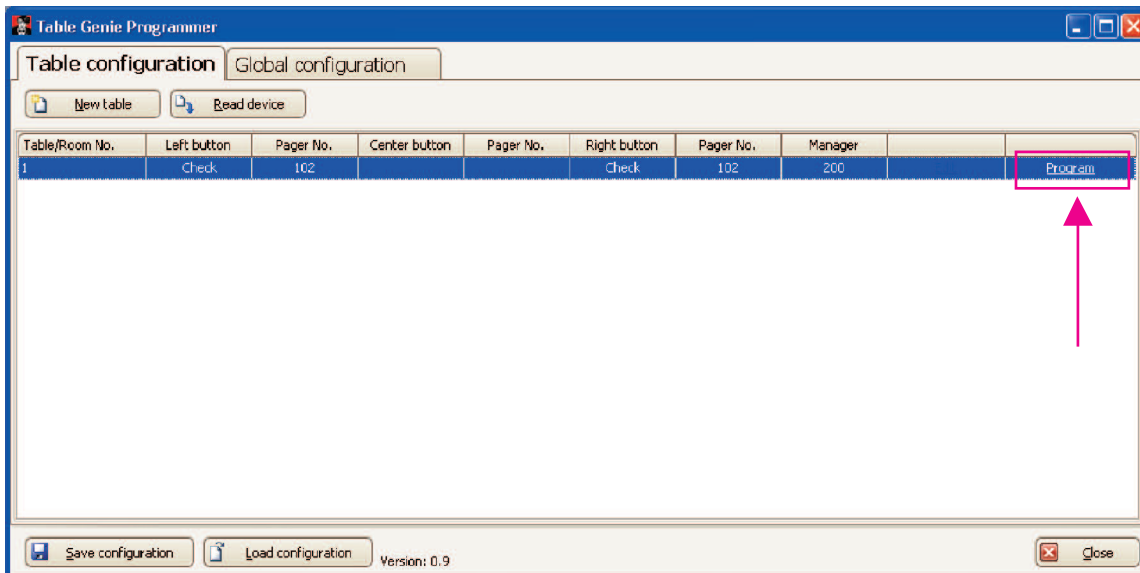 Table Genie Programmer
Table configuration Global configuration
New table Read device
Table/Room No. Left button Pager No. Center button Pager No. Right button Pager No. Manager
1 Check 102 Check 102 200 Program
Save configuration Load configuration Version: 0.9 Close